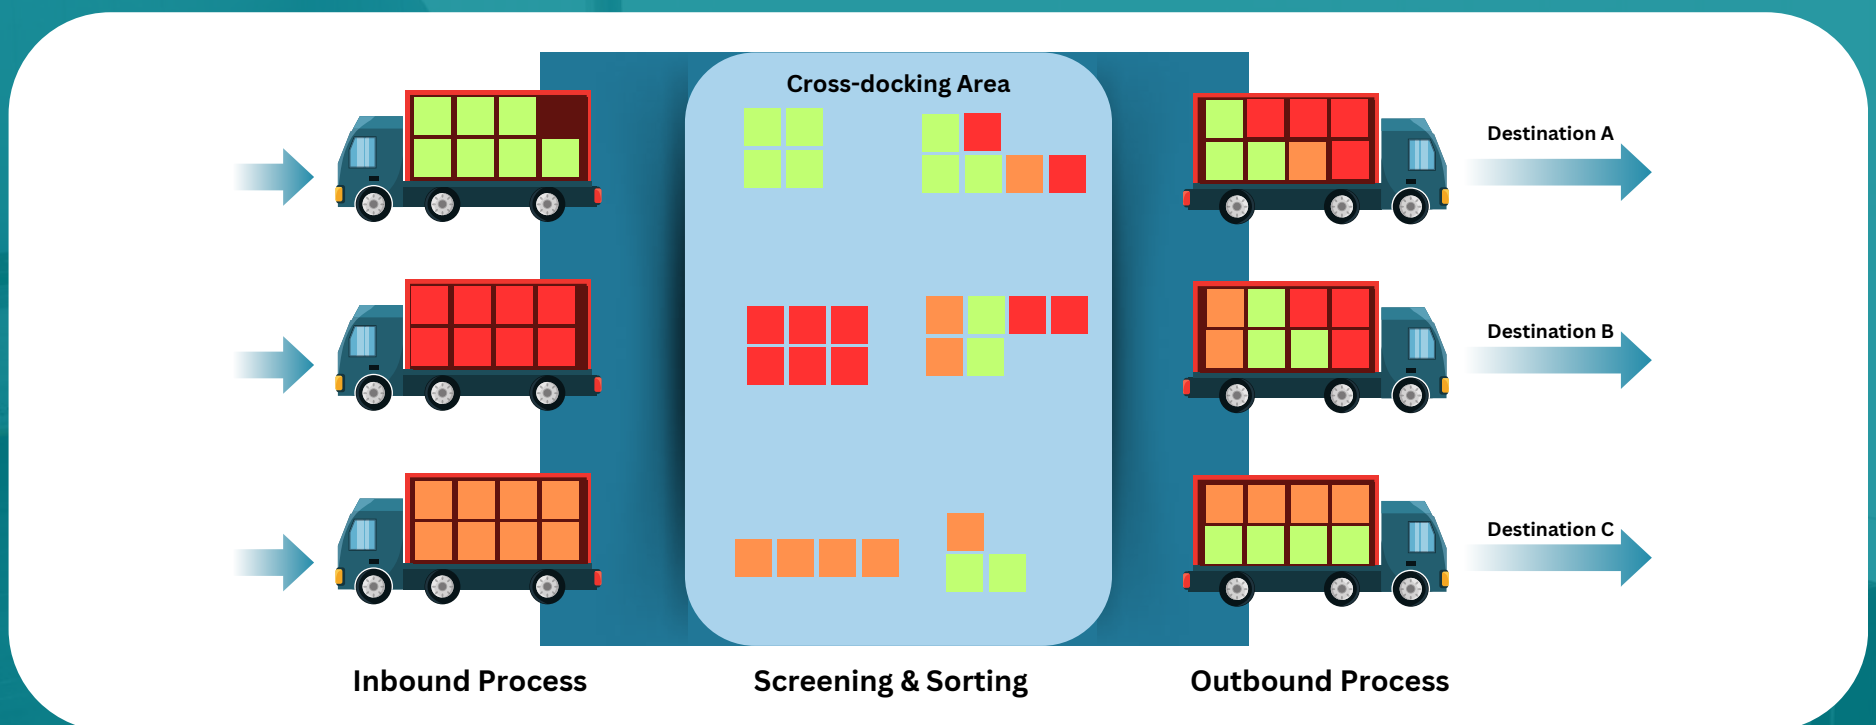 Cross-docking Area
Destination A
Destination B
Destination C
Inbound Process
Screening & Sorting
Outbound Process